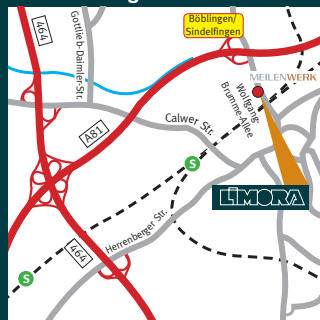 Böblingen/
Sindelfingen
464
Gottlieb-Daimler-Str.
MEILENWERK
Wolfgang-
Brumme-Allee
Calwer Str.
A81
S
LIMORA
Herrenberger Str.
464
S